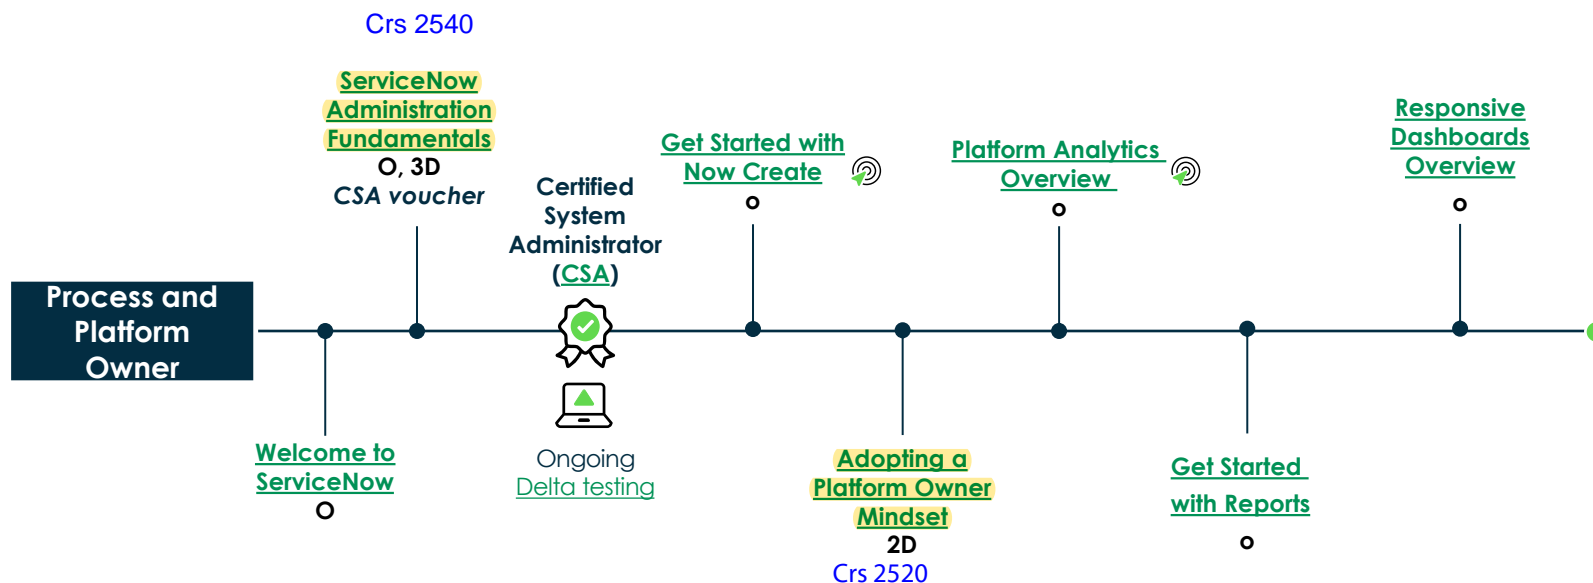 Crs 2540
ServiceNow
Administration
Fundamentals
O, 3D
CSA voucher
Certified
System
Administrator
(CSA)
Get Started with
Now Create
O
Platform Analytics
Overview
O
Responsive
Dashboards
Overview
O
Process and
Platform
Owner
Welcome to
ServiceNow
O
Ongoing
Delta testing
Adopting a
Platform Owner
Mindset
2D
Crs 2520
Get Started
with Reports
O